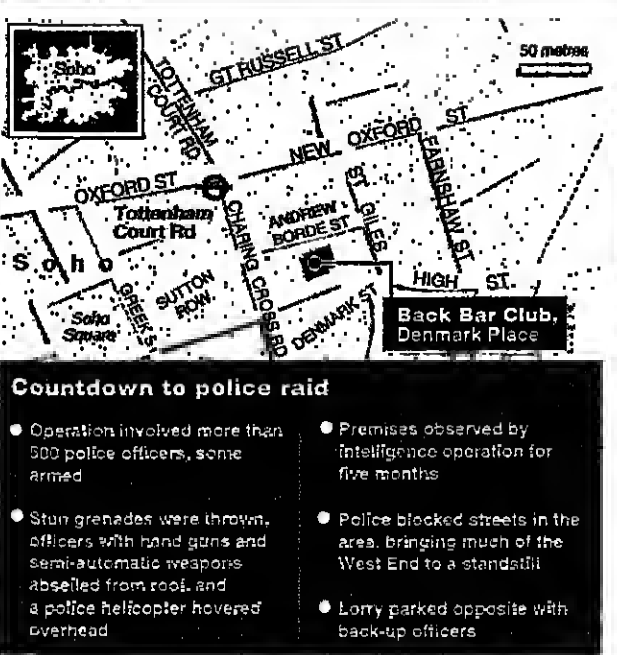 Soho
50 metres
TOTTENHAM
COURT RD
GT RUSSELL ST
NEW OXFORD ST
OXFORD ST
Tottenham
Court Rd
CHARING CROSS RD
ANDREW
BORDE ST
ST GILES
HIGH ST
EARNSHAW ST
Soho
Soho
Square
GREEK ST
SUTTON
ROW
DENMARK ST
Back Bar Club,
Denmark Place
Countdown to police raid
Operation involved more than
500 police officers, some
armed
Stun grenades were thrown,
officers with hand guns and
semi-automatic weapons
abseiled from roof, and
a police helicopter hovered
overhead
Premises observed by
intelligence operation for
five months
Police blocked streets in the
area, bringing much of the
West End to a standstill
Lorry parked opposite with
back-up officers